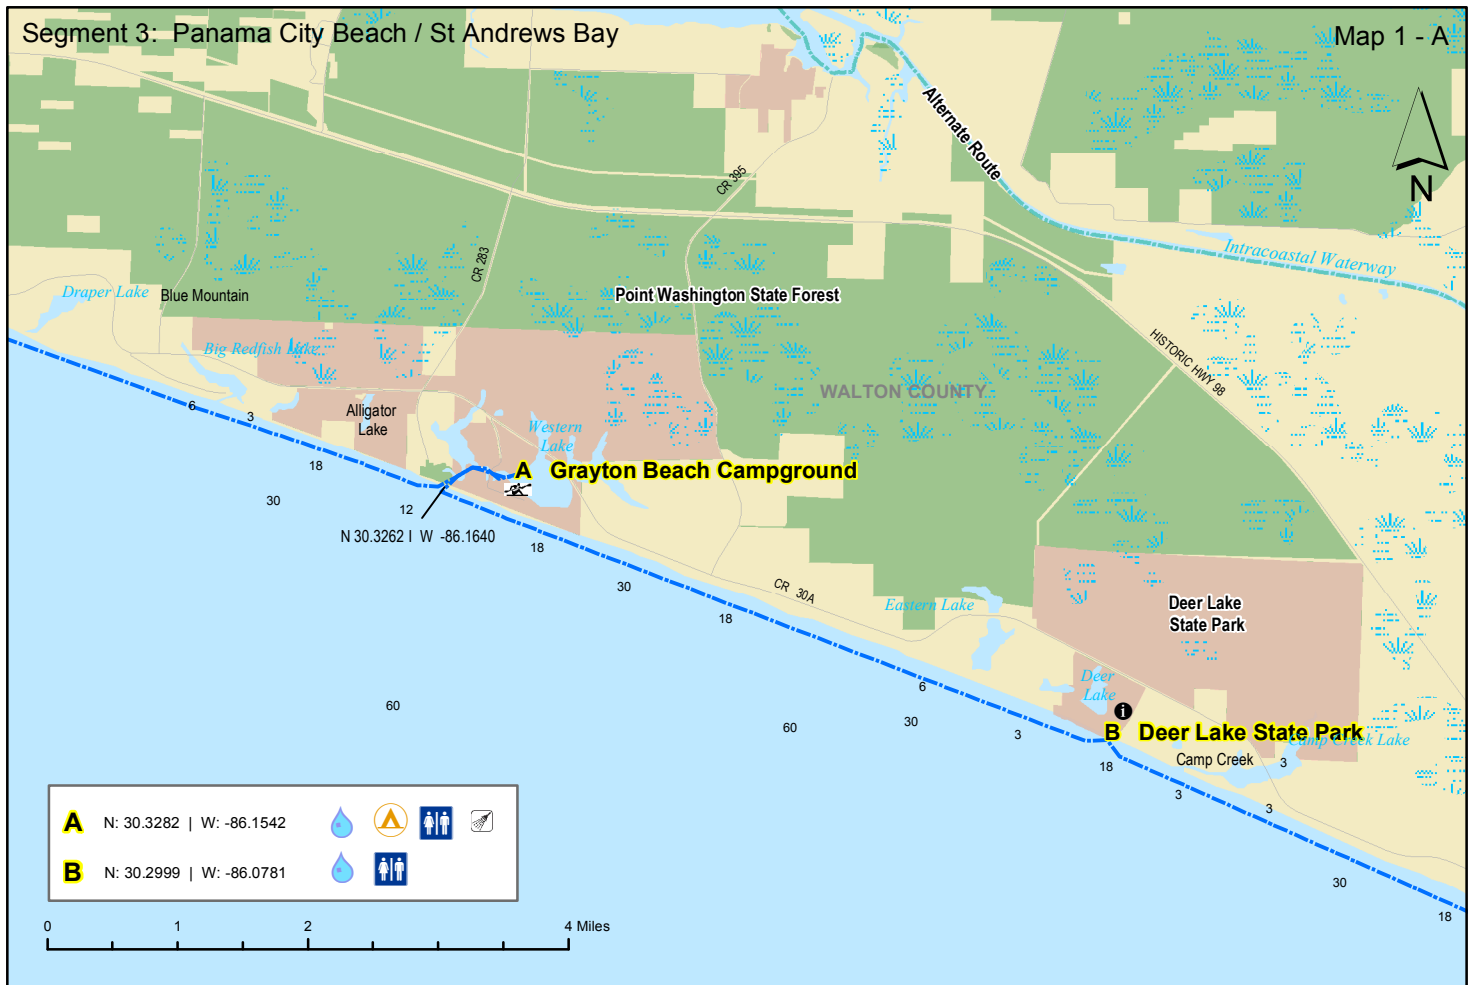 Segment 3: Panama City Beach / St Andrews Bay
Map 1 - A
Alternate Route
N
CR 395
CR 283
Intracoastal Waterway
Draper Lake
Blue Mountain
Point Washington State Forest
HISTORIC HWY 98
Big Redfish Lake
WALTON COUNTY
6
3
Alligator
Lake
Western
Lake
18
A Grayton Beach Campground
30
12
N 30.3262 I W -86.1640
18
30
CR 30A
18
Eastern Lake
Deer Lake
State Park
Deer
Lake
6
60
30
60
3
i
B Deer Lake State Park
Camp Creek Lake
Camp Creek
18
3
3
3
30
18
A N: 30.3282 | W: -86.1542
B N: 30.2999 | W: -86.0781
0 1 2 4 Miles